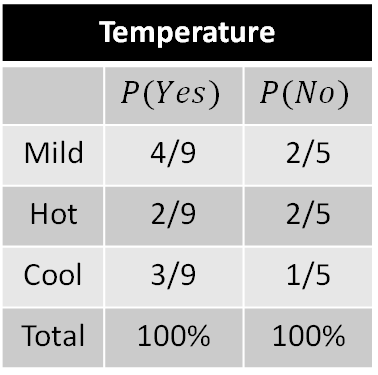 Temperature
P(Yes) P(No)
Mild 4/9 2/5
Hot 2/9 2/5
Cool 3/9 1/5
Total 100% 100%